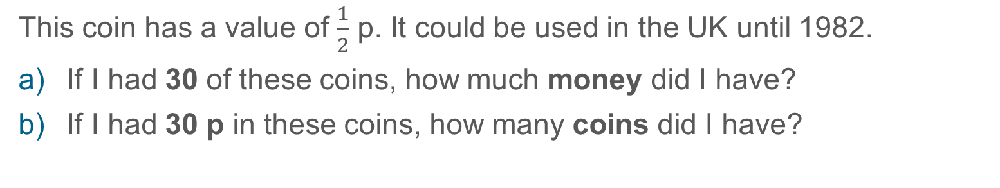 This coin has a value of 1/2 p. It could be used in the UK until 1982.
a) If I had 30 of these coins, how much money did I have?
b) If I had 30 p in these coins, how many coins did I have?